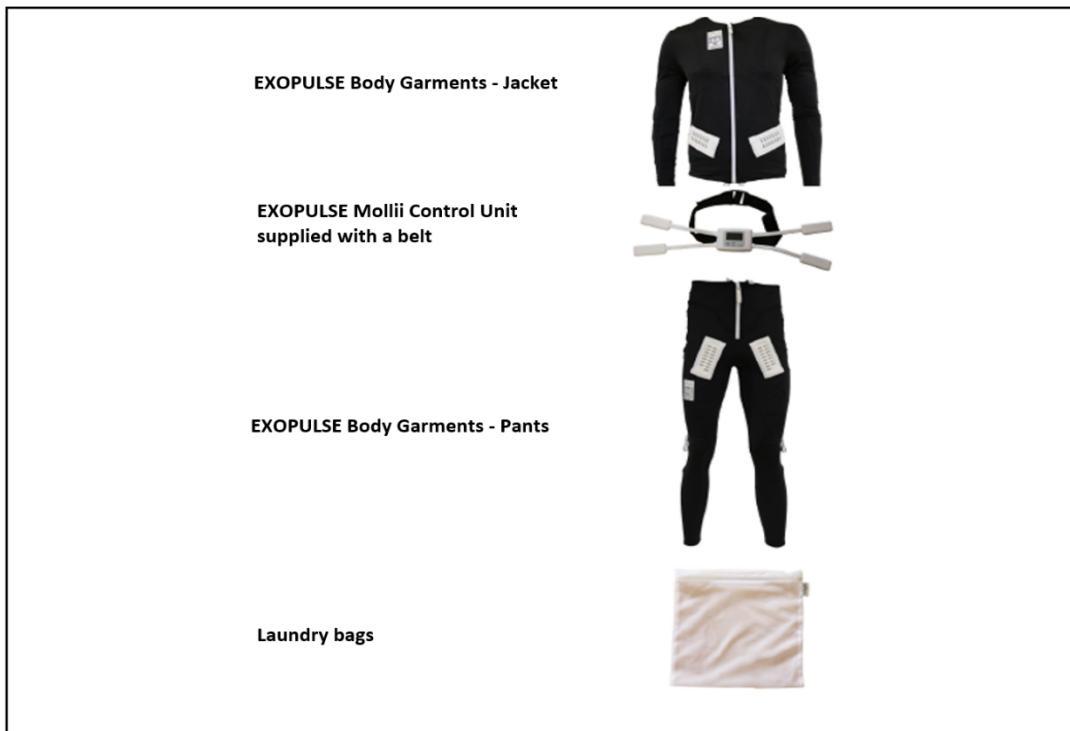 EXOPULSE Body Garments - Jacket
EXOPULSE Mollii Control Unit
supplied with a belt
EXOPULSE Body Garments - Pants
Laundry bags